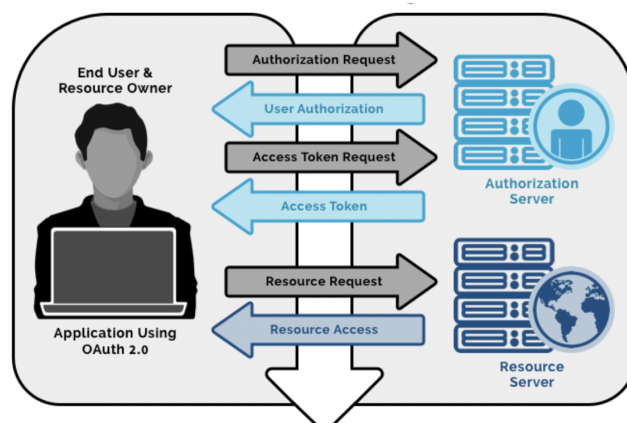 End User &
Resource Owner
Authorization Request
User Authorization
Access Token Request
Access Token
Authorization
Server
Resource Request
Resource Access
Application Using
OAuth 2.0
Resource
Server